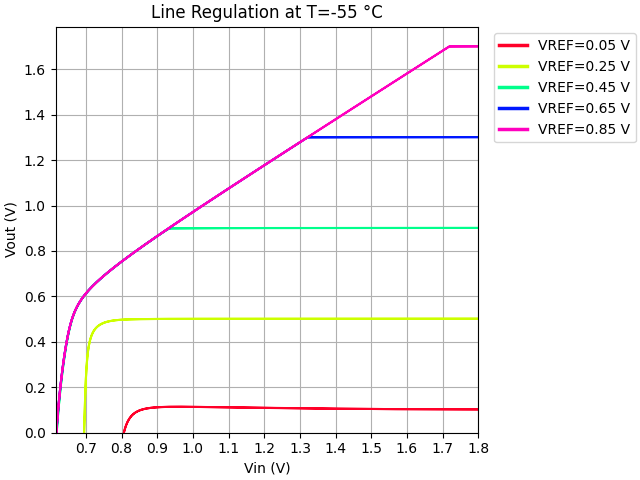 Line Regulation at T=-55 °C
Vout (V)
1.6
1.4
1.2
1.0
0.8
0.6
0.4
0.2
0.0
0.7 0.8 0.9 1.0 1.1 1.2 1.3 1.4 1.5 1.6 1.7 1.8
Vin (V)
VREF=0.05 V
VREF=0.25 V
VREF=0.45 V
VREF=0.65 V
VREF=0.85 V